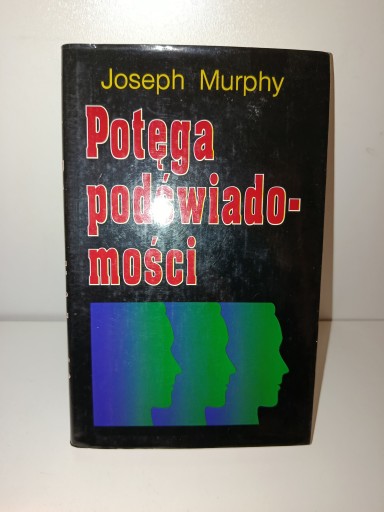 Joseph Murphy
Potęga
podświado-
mości